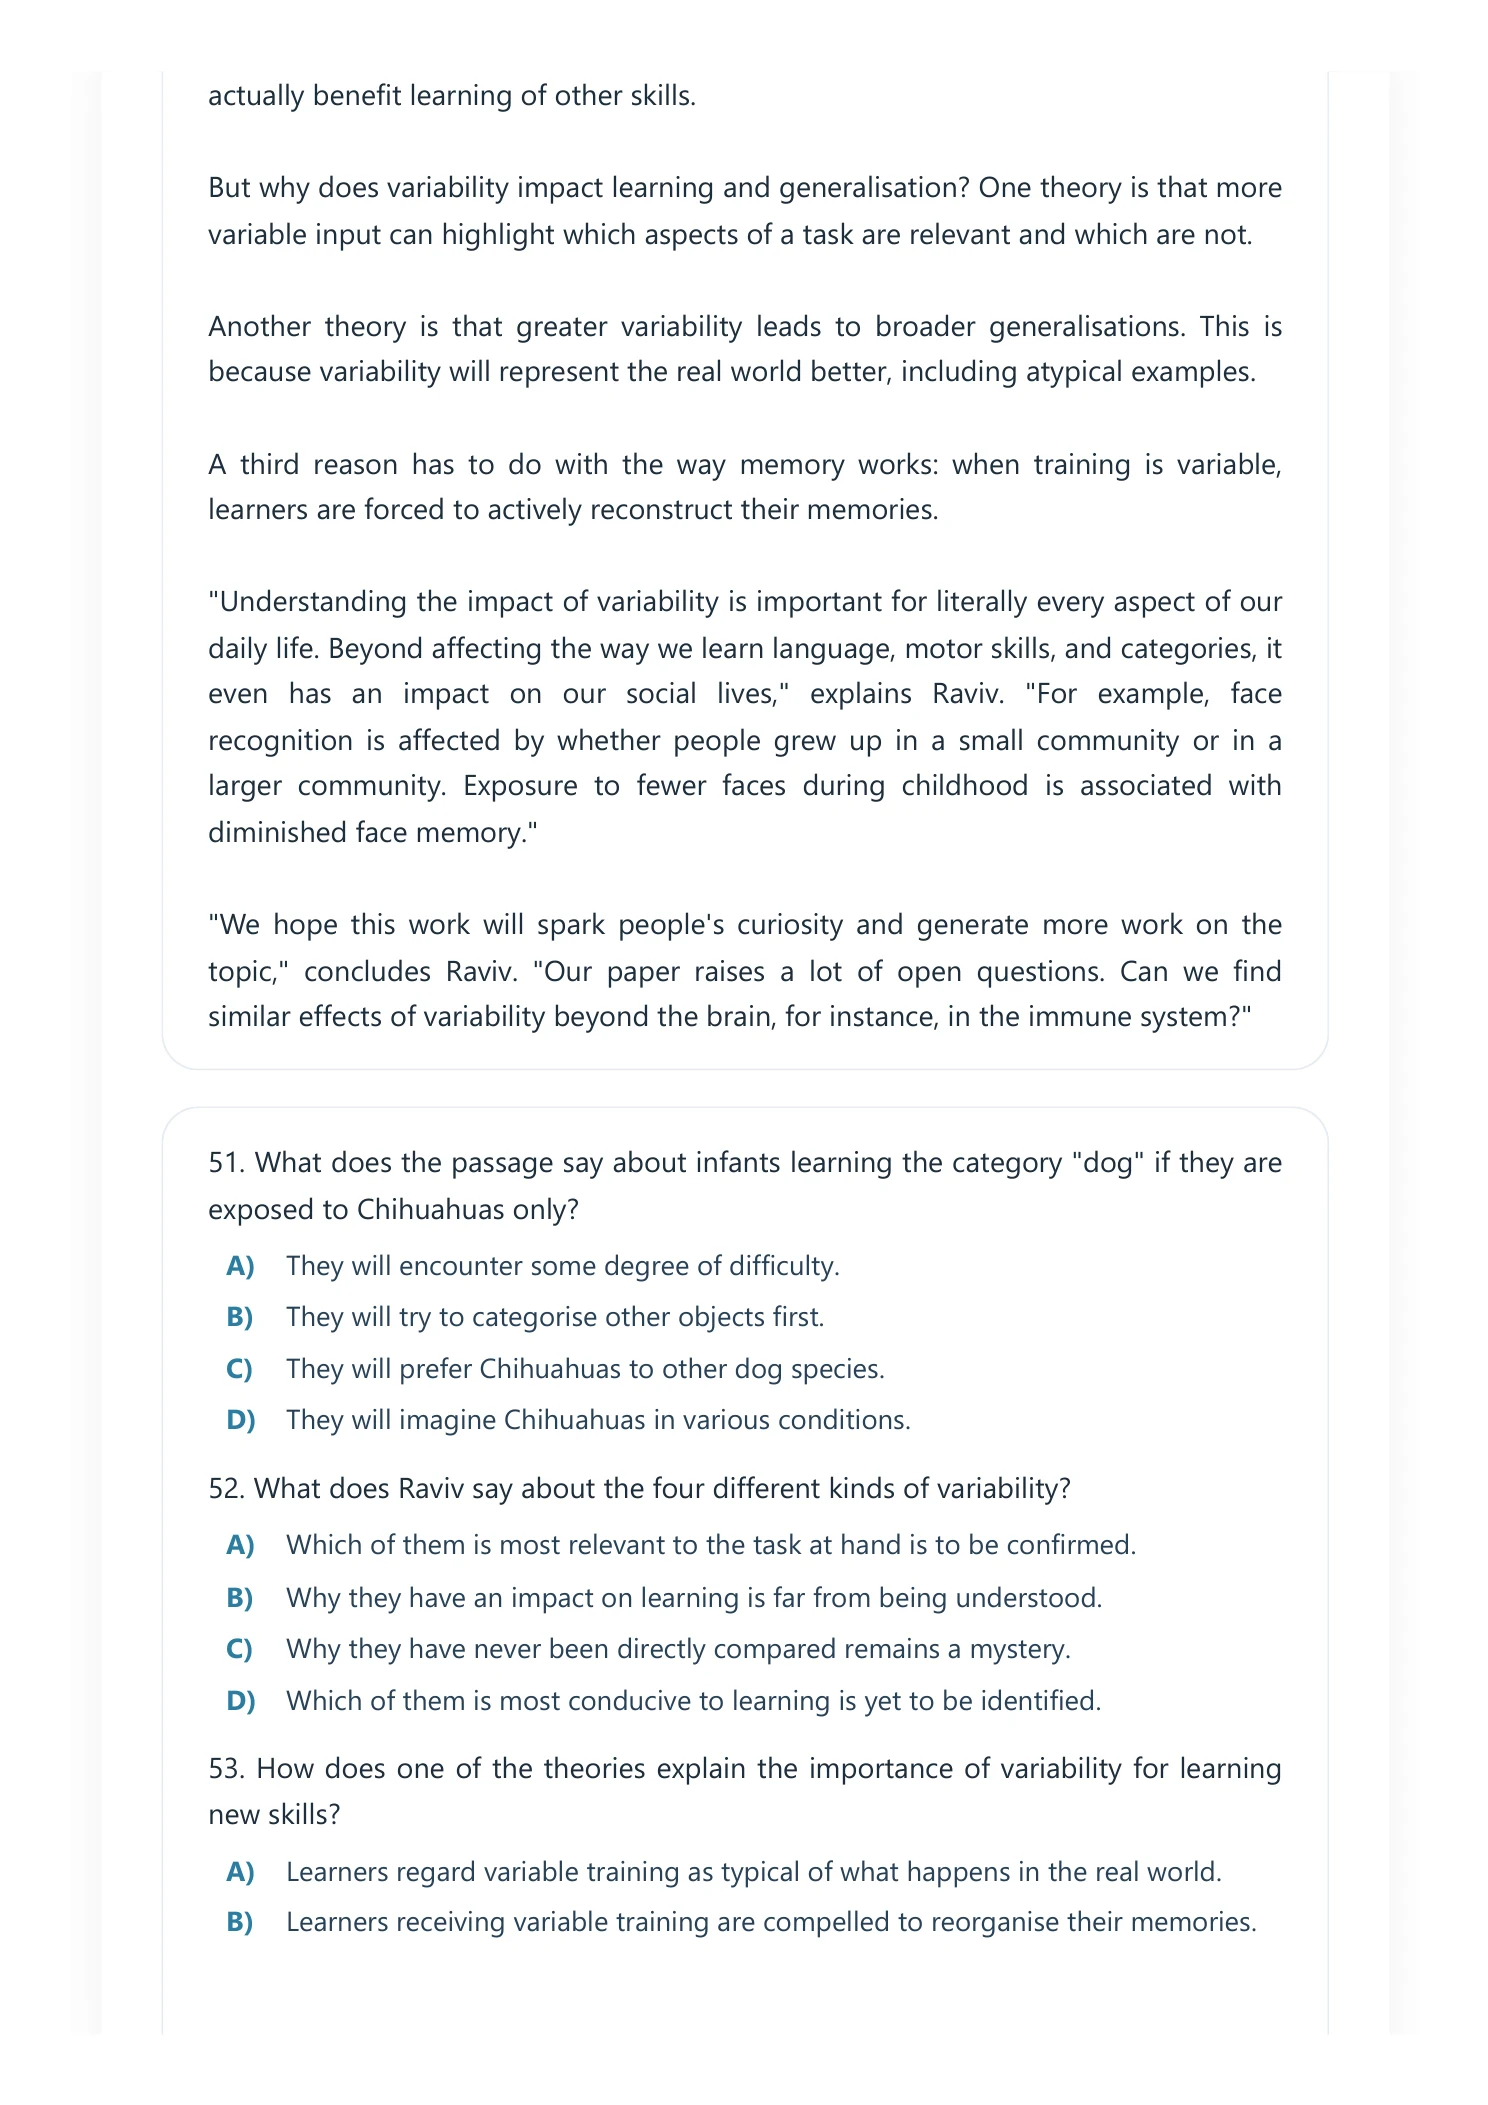 actually benefit learning of other skills.
But why does variability impact learning and generalisation? One theory is that more
variable input can highlight which aspects of a task are relevant and which are not.
Another theory is that greater variability leads to broader generalisations. This is
because variability will represent the real world better, including atypical examples.
A third reason has to do with the way memory works: when training is variable,
learners are forced to actively reconstruct their memories.
"Understanding the impact of variability is important for literally every aspect of our
daily life. Beyond affecting the way we learn language, motor skills, and categories, it
even has an impact on our social lives," explains Raviv. "For example, face
recognition is affected by whether people grew up in a small community or in a
larger community. Exposure to fewer faces during childhood is associated with
diminished face memory."
"We hope this work will spark people's curiosity and generate more work on the
topic," concludes Raviv. "Our paper raises a lot of open questions. Can we find
similar effects of variability beyond the brain, for instance, in the immune system?"
51. What does the passage say about infants learning the category "dog" if they are
exposed to Chihuahuas only?
A) They will encounter some degree of difficulty.
B) They will try to categorise other objects first.
C) They will prefer Chihuahuas to other dog species.
D) They will imagine Chihuahuas in various conditions.
52. What does Raviv say about the four different kinds of variability?
A) Which of them is most relevant to the task at hand is to be confirmed.
B) Why they have an impact on learning is far from being understood.
C) Why they have never been directly compared remains a mystery.
D) Which of them is most conducive to learning is yet to be identified.
53. How does one of the theories explain the importance of variability for learning
new skills?
A) Learners regard variable training as typical of what happens in the real world.
B) Learners receiving variable training are compelled to reorganise their memories.